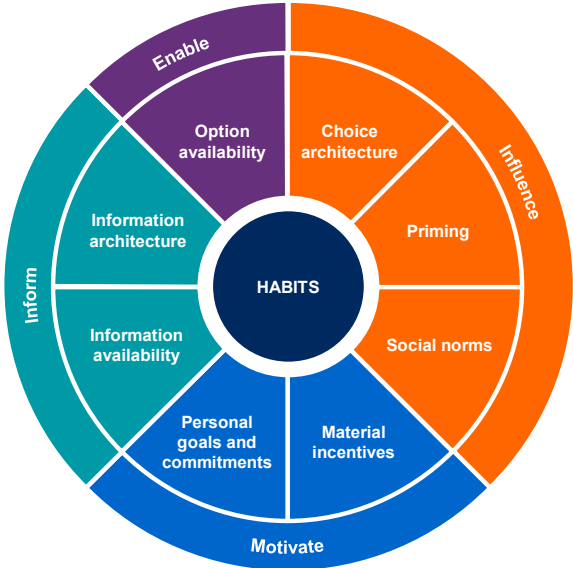 Enable
Option
availability
Choice
architecture
Influence
Information
architecture
Priming
HABITS
Inform
Information
availability
Social norms
Personal
goals and
commitments
Material
incentives
Motivate